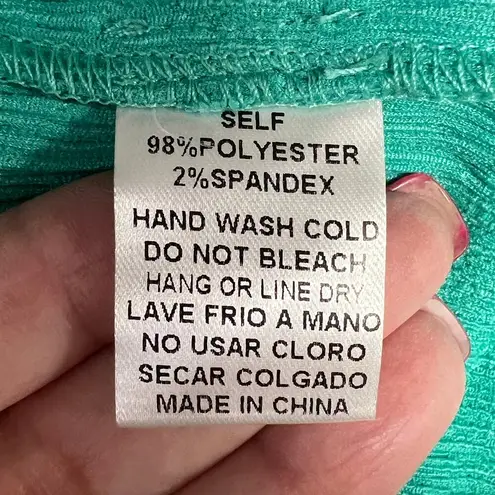 SELF
98%POLYESTER
2%SPANDEX
HAND WASH COLD
DO NOT BLEACH
HANG OR LINE DRY
LAVE FRIO A MANO
NO USAR CLORO
SECAR COLGADO
MADE IN CHINA